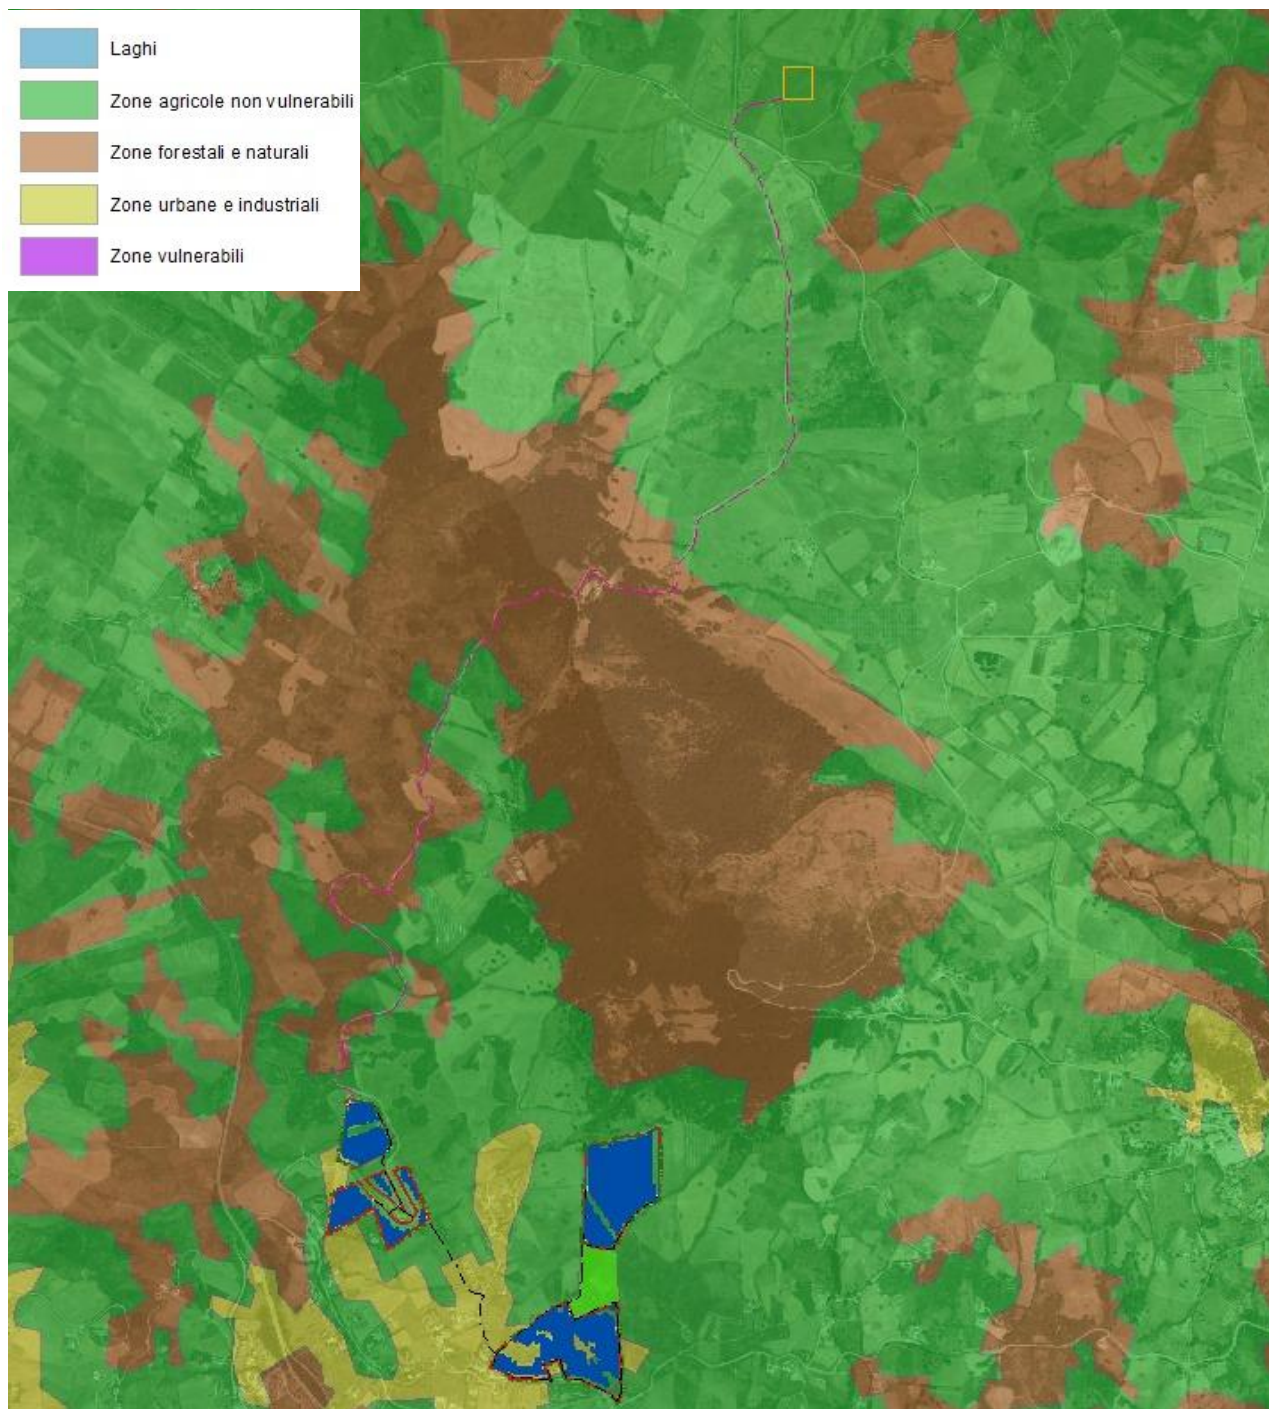 Laghi
Zone agricole non vulnerabili
Zone forestali e naturali
Zone urbane e industriali
Zone vulnerabili